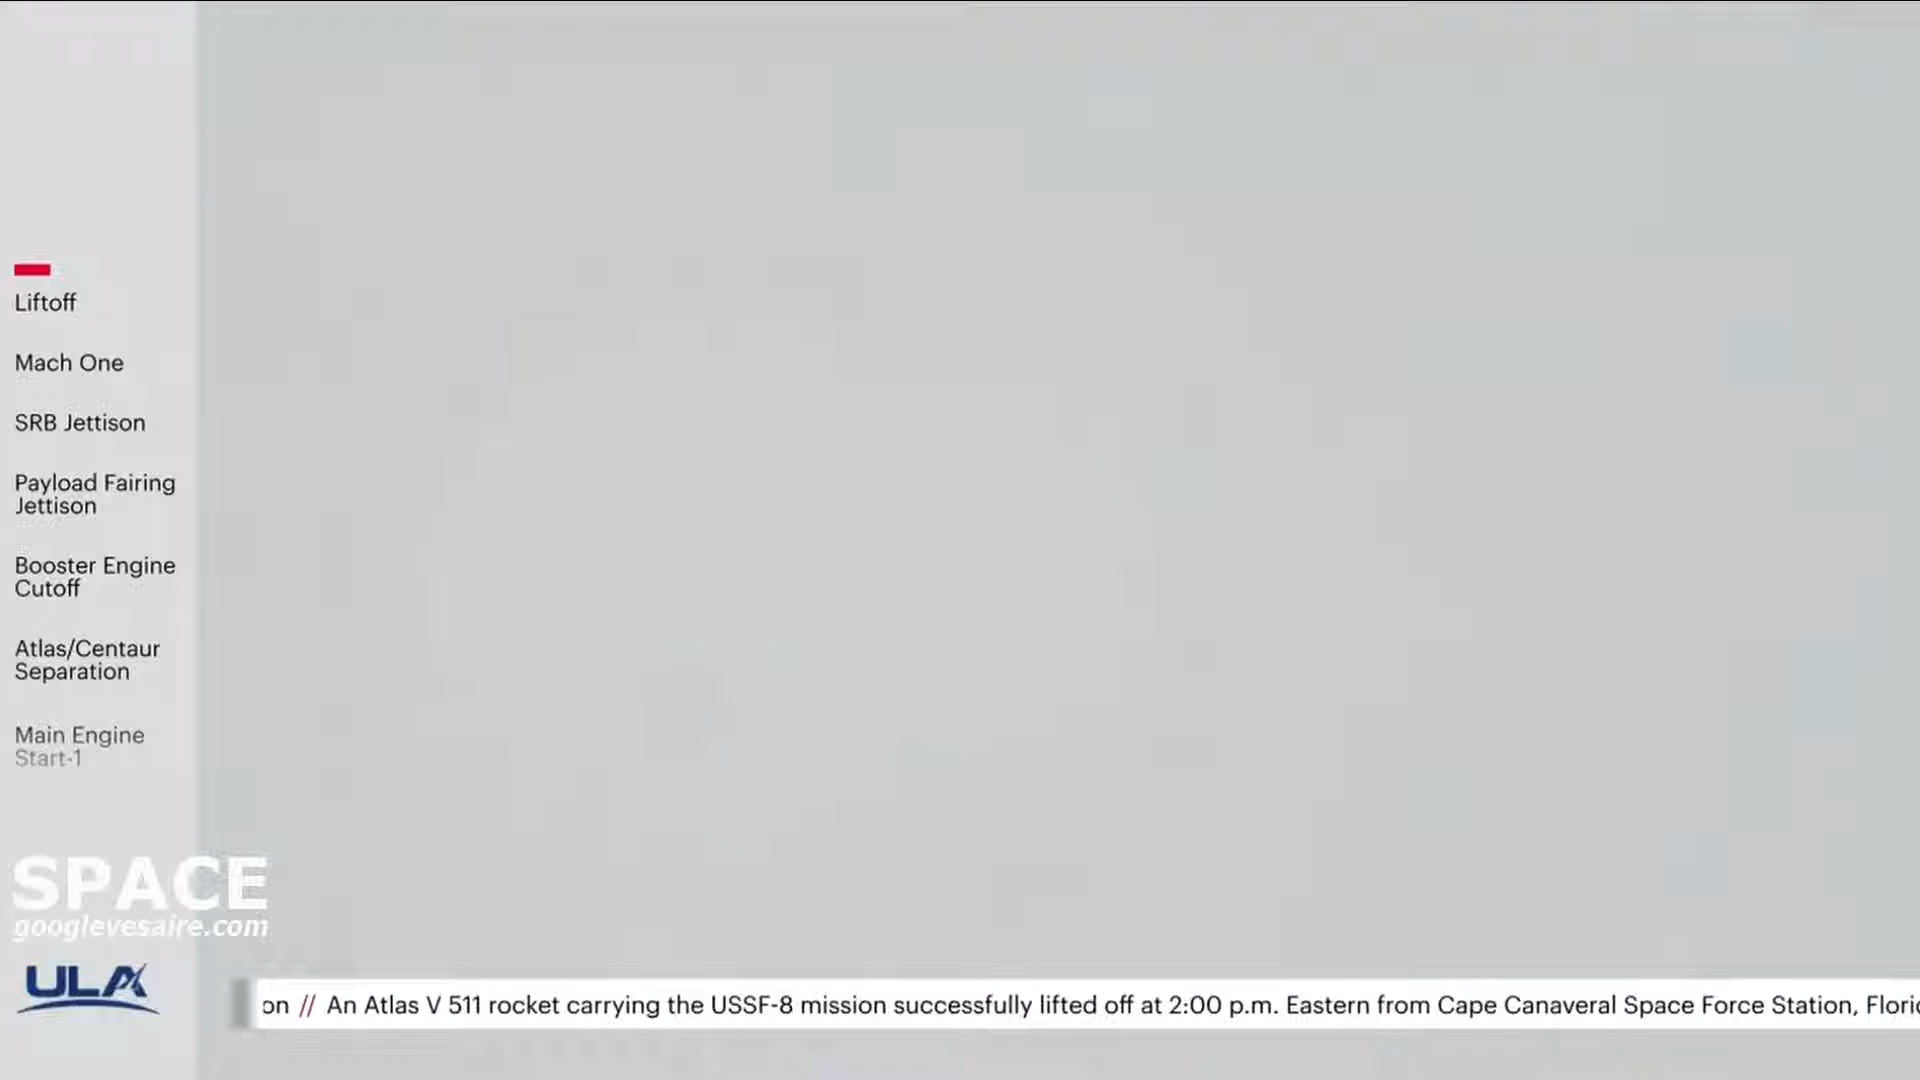 Liftoff
Mach One
SRB Jettison
Payload Fairing
Jettison
Booster Engine
Cutoff
Atlas/Centaur
Separation
Main Engine
Start-1
SPACE
googlevesaire.com
ULA
on // An Atlas V 511 rocket carrying the USSF-8 mission successfully lifted off at 2:00 p.m. Eastern from Cape Canaveral Space Force Station, Flori